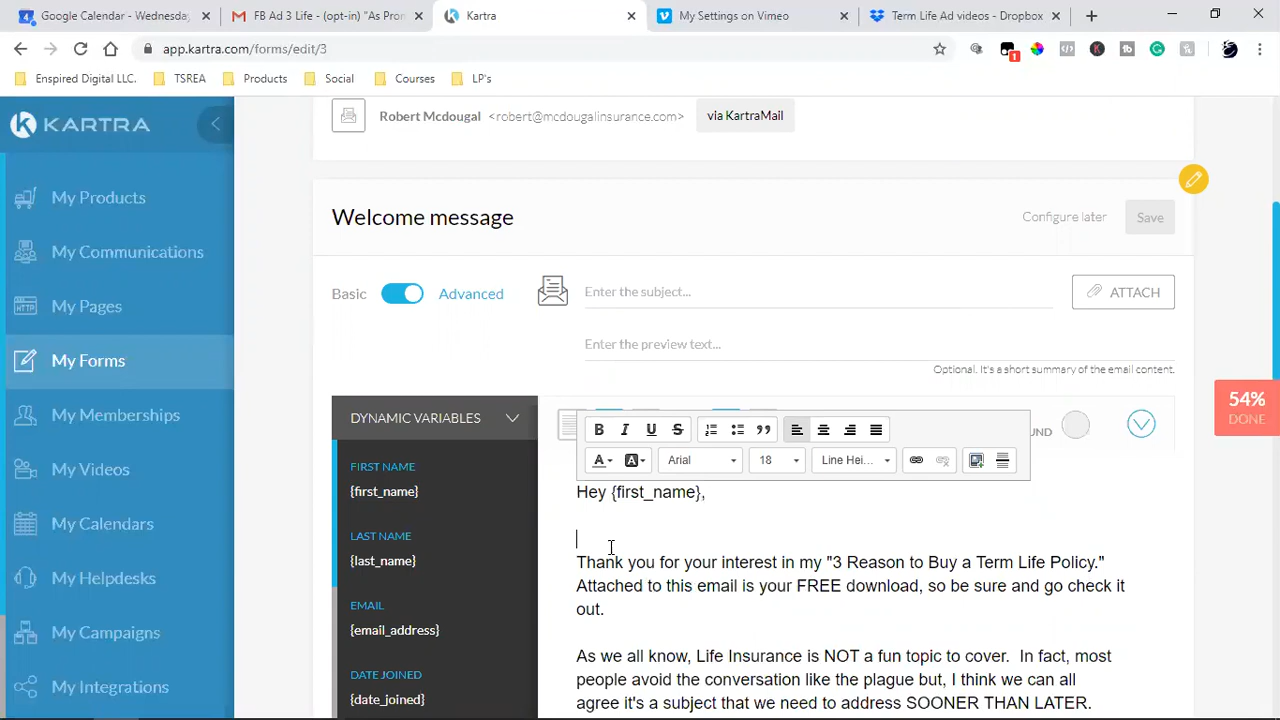 Google Calendar - Wednesda
FB Ad 3 Life - (opt-in) "As Prov
Kartra
My Settings on Vimeo
Term Life Ad videos - Dropbox
app.kartra.com/forms/edit/3
1
Enspired Digital LLC.
TSREA
Products
Social
Courses
LP's
KARTRA
Robert Mcdougal <robert@mcdougalinsurance.com>
via KartraMail
My Products
My Communications
My Pages
My Forms
My Memberships
My Videos
My Calendars
My Helpdesks
My Campaigns
My Integrations
Welcome message
Configure later
Save
Basic
Advanced
Enter the subject...
ATTACH
Enter the preview text...
Optional. It's a short summary of the email content.
54%
DONE
DYNAMIC VARIABLES
FIRST NAME
{first_name}
LAST NAME
{last_name}
EMAIL
{email_address}
DATE JOINED
{date_joined}
B I U S
UND
A A Arial 18 Line Hei...
Hey {first_name},
Thank you for your interest in my "3 Reason to Buy a Term Life Policy."
Attached to this email is your FREE download, so be sure and go check it
out.
As we all know, Life Insurance is NOT a fun topic to cover. In fact, most
people avoid the conversation like the plague but, I think we can all
agree it's a subject that we need to address SOONER THAN LATER.